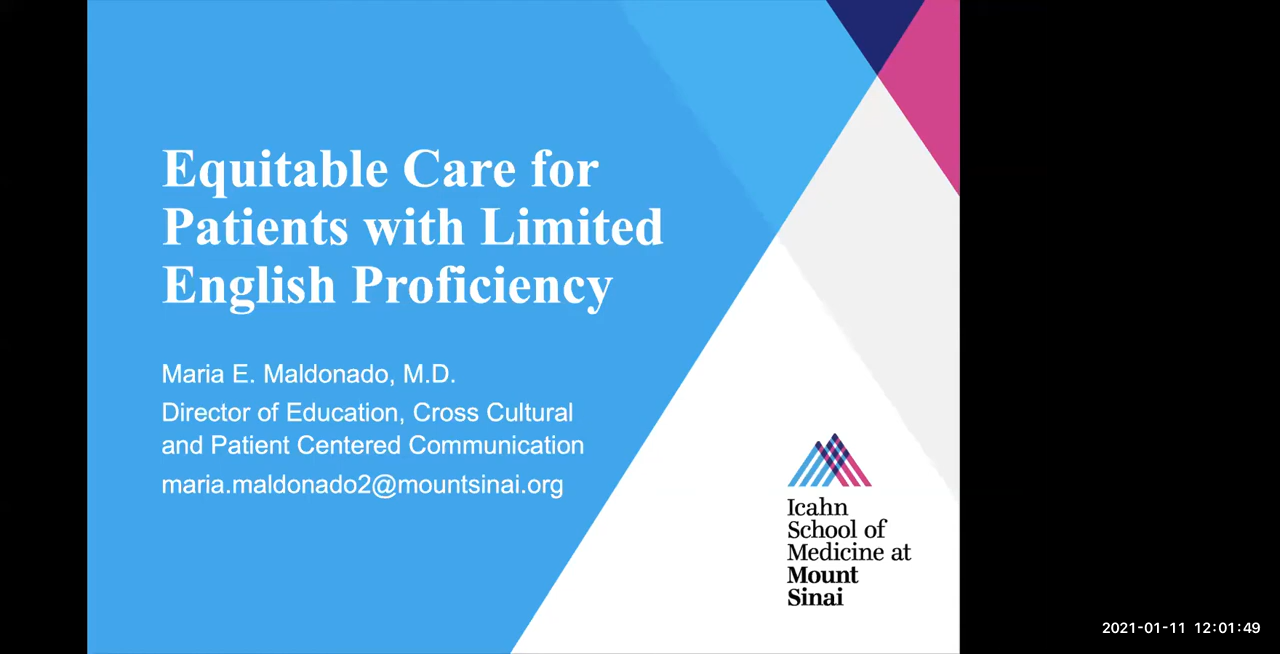 Equitable Care for
Patients with Limited
English Proficiency
Maria E. Maldonado, M.D.
Director of Education, Cross Cultural
and Patient Centered Communication
maria.maldonado2@mountsinai.org
Icahn
School of
Medicine at
Mount
Sinai
2021-01-11 12:01:49